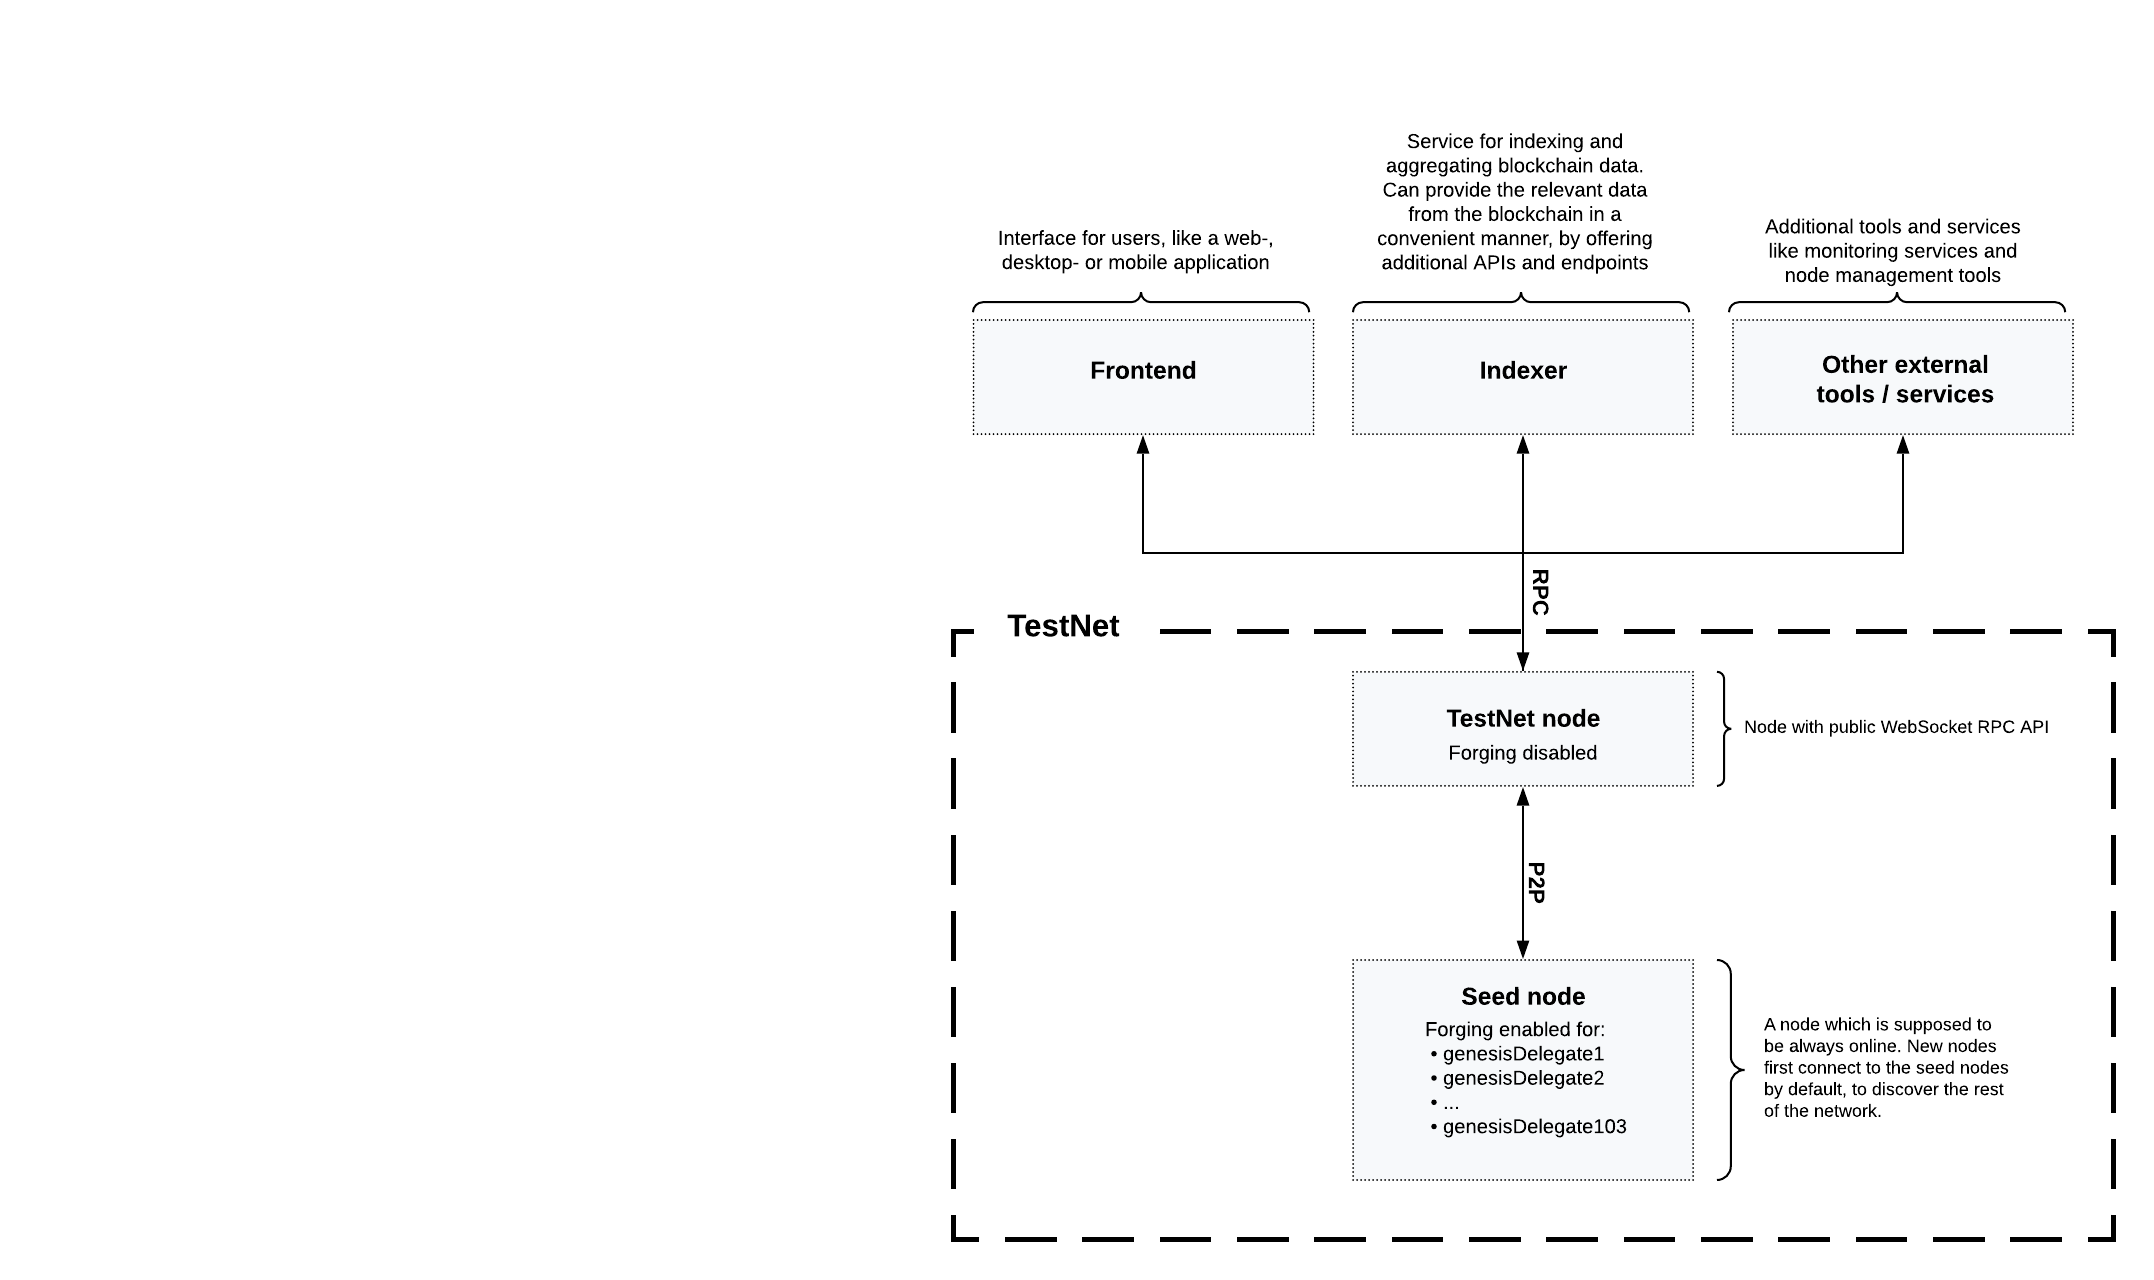 Service for indexing and
aggregating blockchain data.
Can provide the relevant data
from the blockchain in a
convenient manner, by offering
additional APIs and endpoints
Interface for users, like a web-,
desktop- or mobile application
Additional tools and services
like monitoring services and
node management tools
Frontend
Indexer
Other external
tools / services
RPC
TestNet
TestNet node
Forging disabled
Node with public WebSocket RPC API
P2P
Seed node
Forging enabled for:
• genesisDelegate1
• genesisDelegate2
• ...
• genesisDelegate103
A node which is supposed to
be always online. New nodes
first connect to the seed nodes
by default, to discover the rest
of the network.